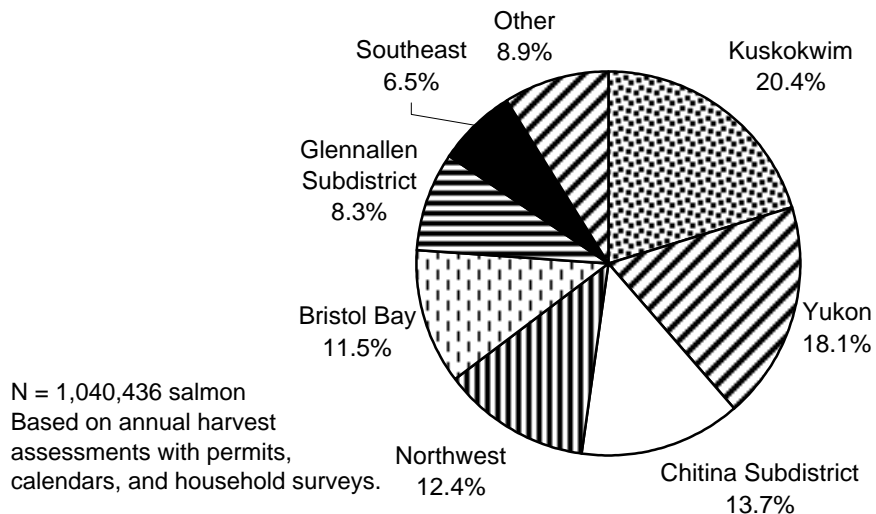 Other
8.9%
Southeast
6.5%
Kuskokwim
20.4%
Glennallen
Subdistrict
8.3%
Bristol Bay
11.5%
Yukon
18.1%
N = 1,040,436 salmon
Based on annual harvest
assessments with permits,
calendars, and household surveys.
Northwest
12.4%
Chitina Subdistrict
13.7%